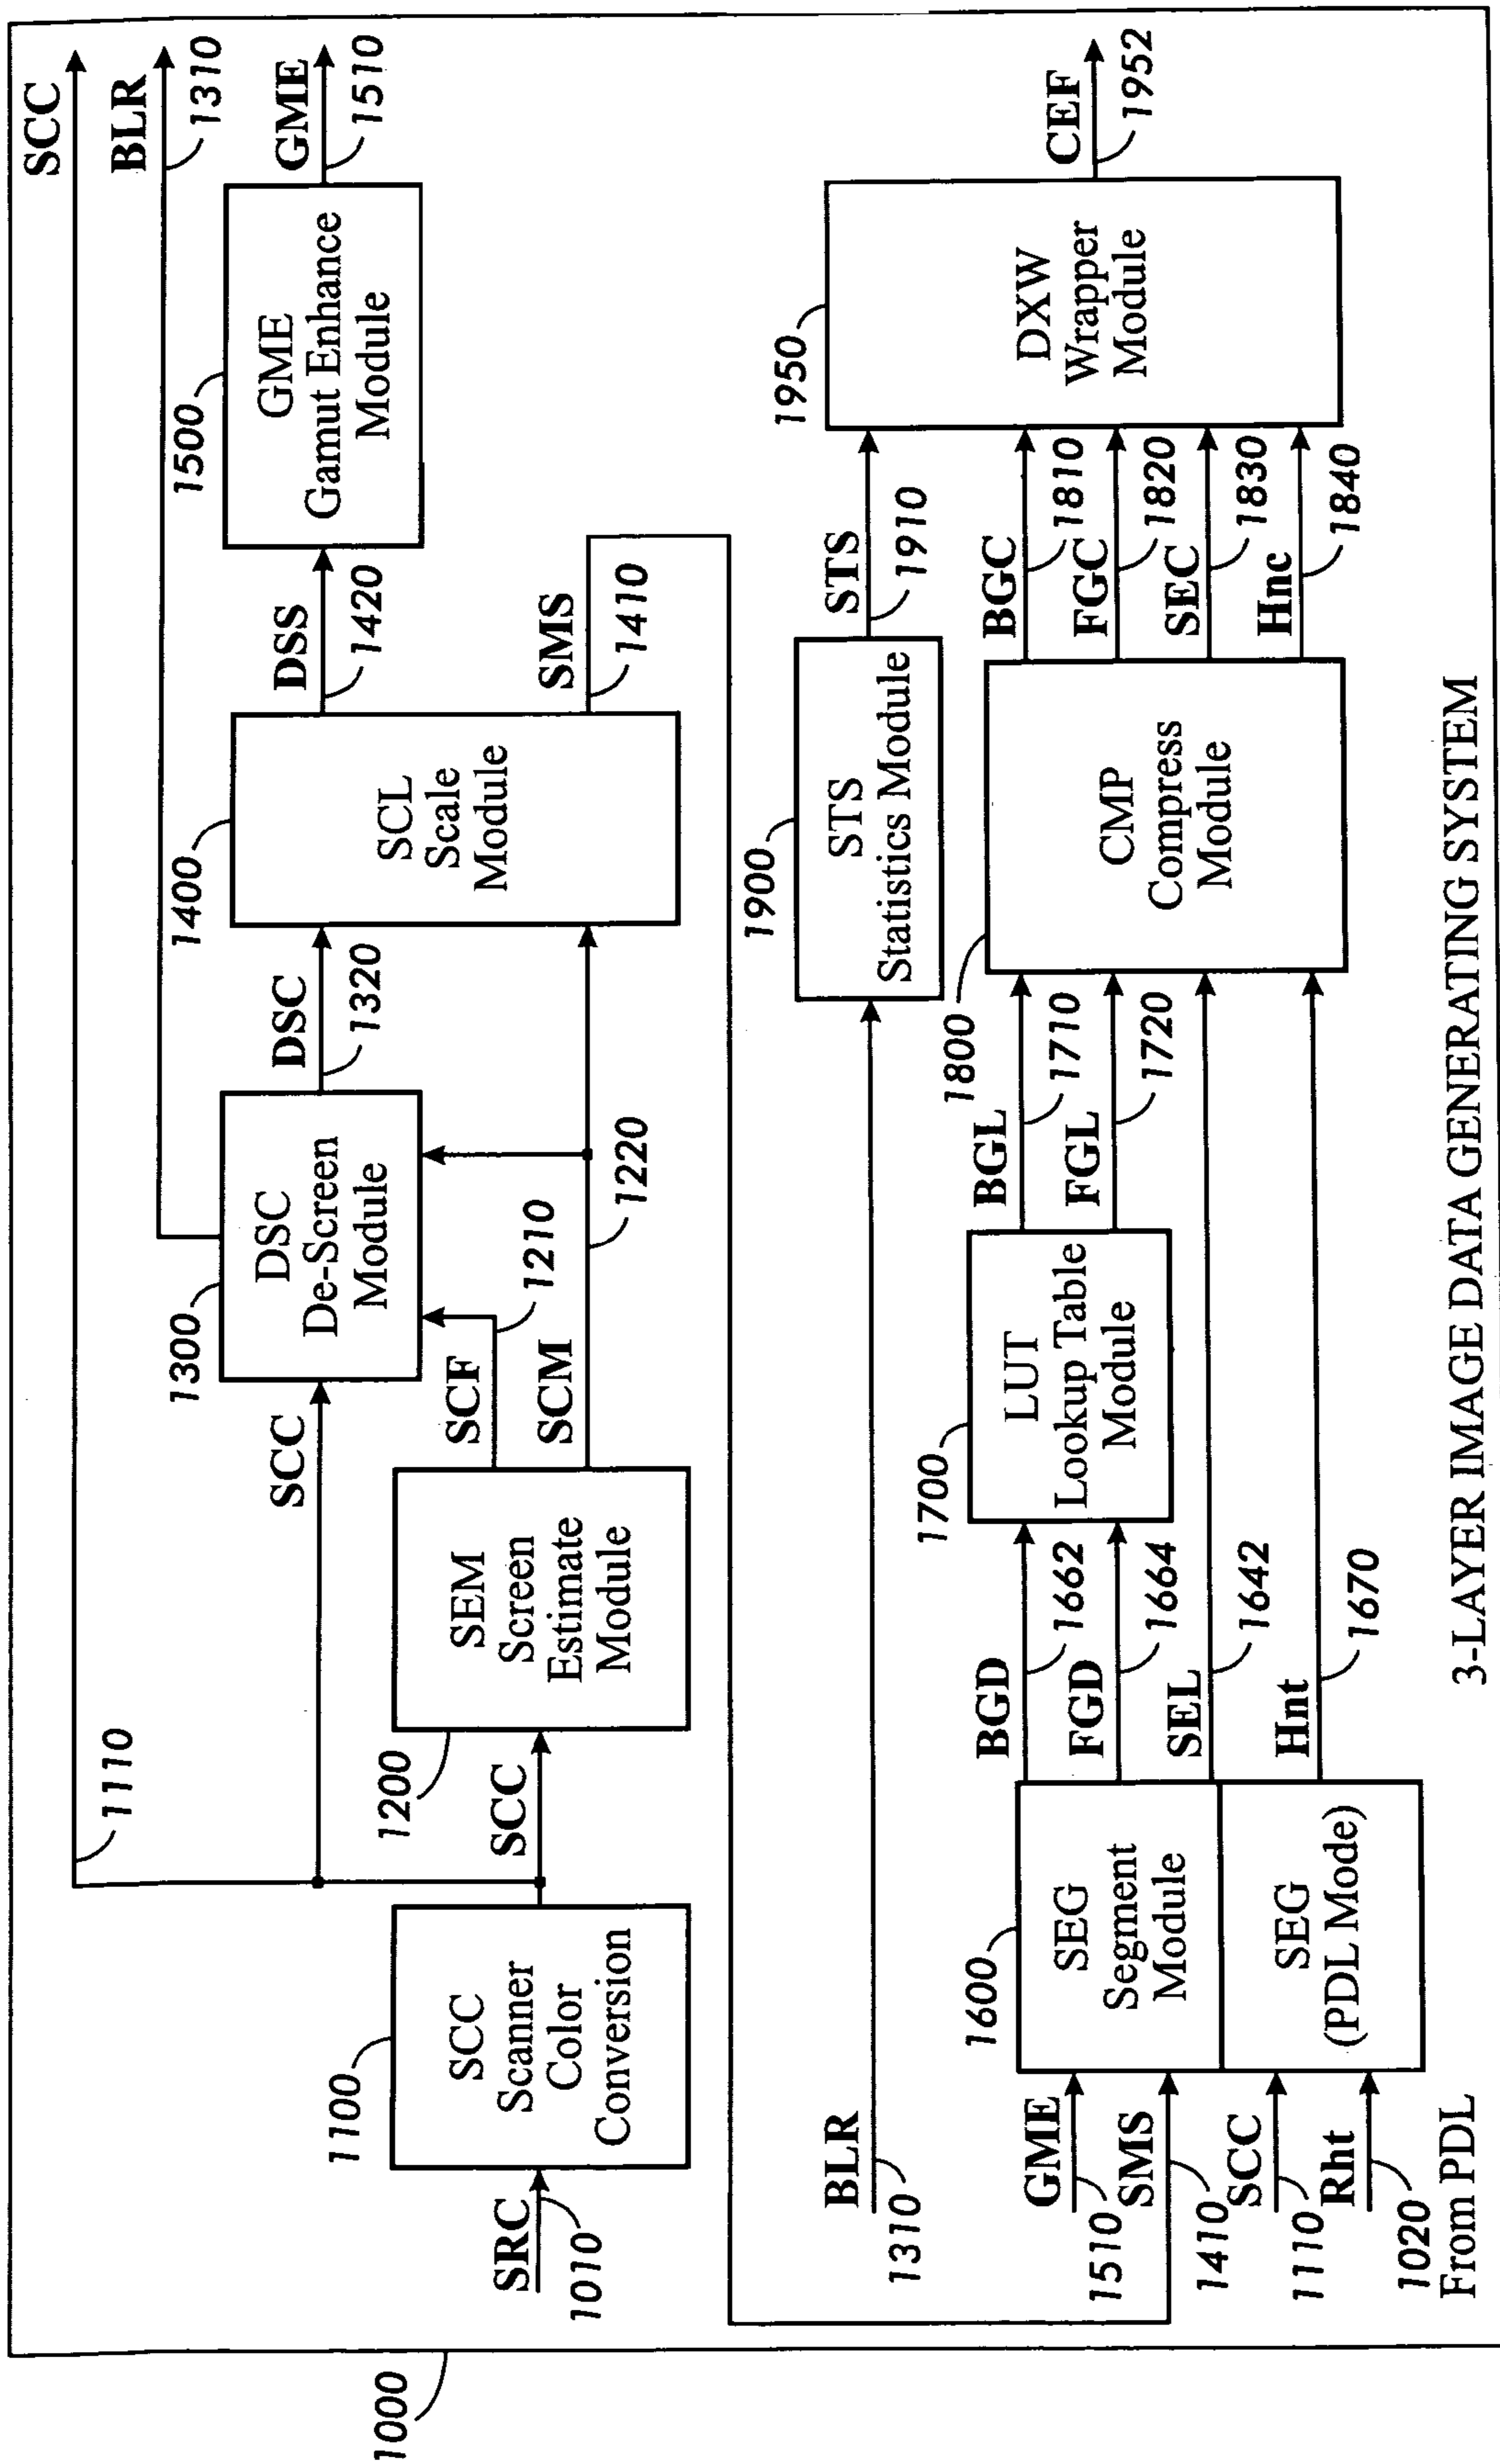 1000
SCC
1110
BLR
1310
SRC
1010
1100
SCC
Scanner
Color
Conversion
SCC
1200
SEM
Screen
Estimate
Module
SCC
SCF
1210
SCM
1220
1300
DSC
De-Screen
Module
DSC
1320
1400
SCL
Scale
Module
DSS
1420
SMS
1410
1500
GME
Gamut Enhance
Module
GME
1510
BLR
1310
1900
STS
Statistics Module
STS
1910
GME
1510
SMS
1410
SCC
1110
Rht
1020
From PDL
1600
SEG
Segment
Module
SEG
(PDL Mode)
BGD
1662
FGD
1664
SEL
1642
Hnt
1670
1700
LUT
Lookup Table
Module
BGL
1710
FGL
1720
1800
CMP
Compress
Module
BGC
1810
FGC
1820
SEC
1830
Hnc
1840
1950
DXW
Wrapper
Module
CEF
1952
3-LAYER IMAGE DATA GENERATING SYSTEM